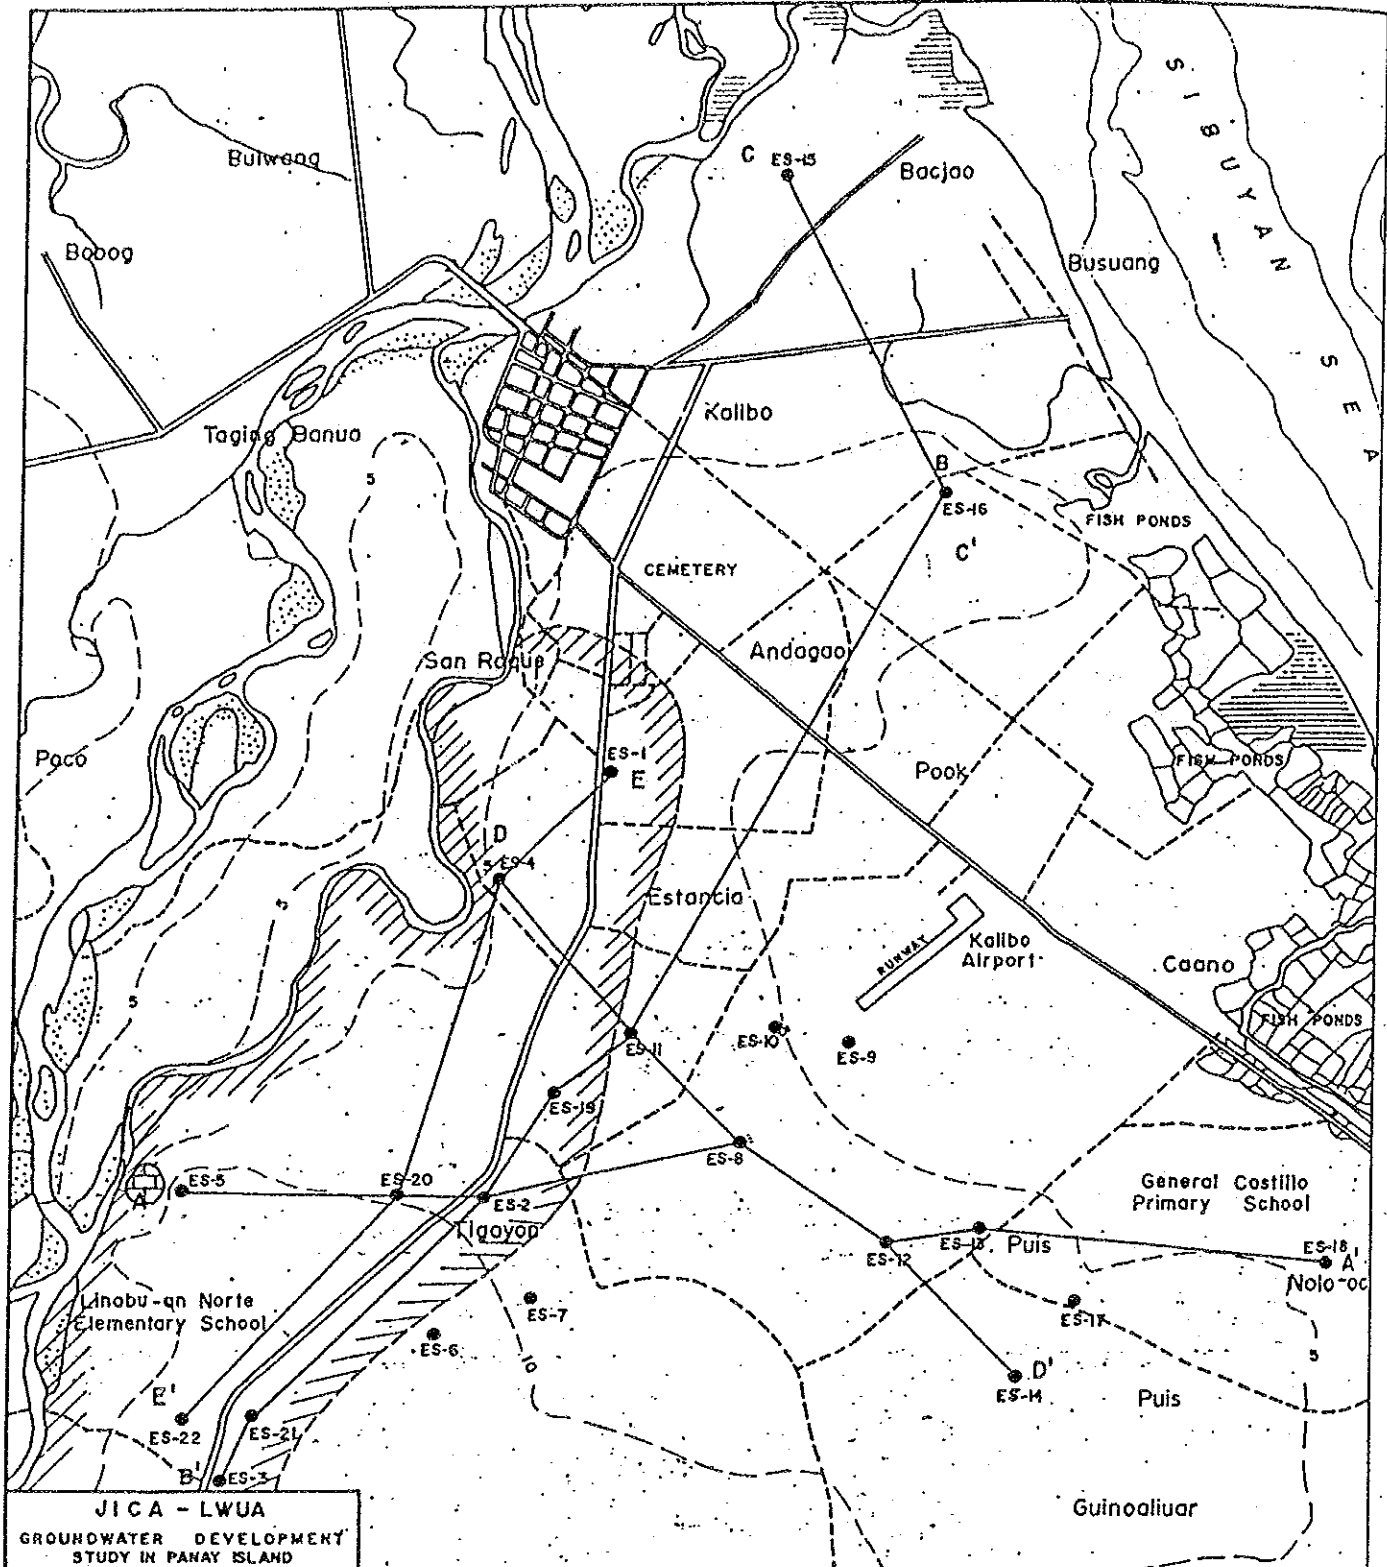 SIBUYAN SEA
Bulwang
C
ES-15
Bacjao
Bobog
Busuang
Kalibo
Taging Banua
5
B
ES-16
FISH PONDS
C'
CEMETERY
Andagao
San Roque
Poco
ES-1
E
Pook
FISH PONDS
D
5
ES-4
Estancia
5
RUNWAY
Kalibo
Airport
Caano
5
FISH PONDS
ES-10
ES-9
ES-11
ES-19
ES-8
ES-5
ES-20
A
ES-2
General Costillo
Primary School
Tigayon
ES-12
ES-13
Puis
ES-18
A'
Nolo-oc
Linabu-an Norte
Elementary School
ES-7
ES-17
ES-6
10
5
D'
ES-14
E'
Puis
ES-22
ES-21
B'
ES-3
Guinoaliuar
JICA - LWUA
GROUNDWATER DEVELOPMENT
STUDY IN PANAY ISLAND